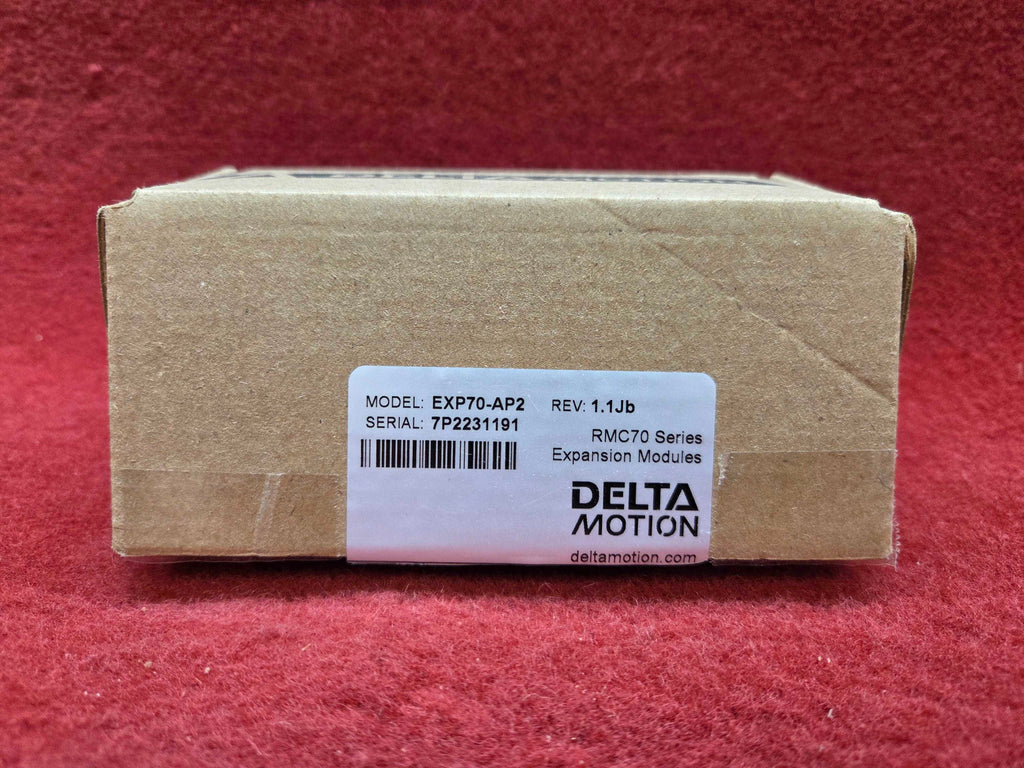 MODEL: EXP70-AP2 REV: 1.1Jb
SERIAL: 7P2231191
RMC70 Series
Expansion Modules
DELTA
MOTION
deltamotion.com